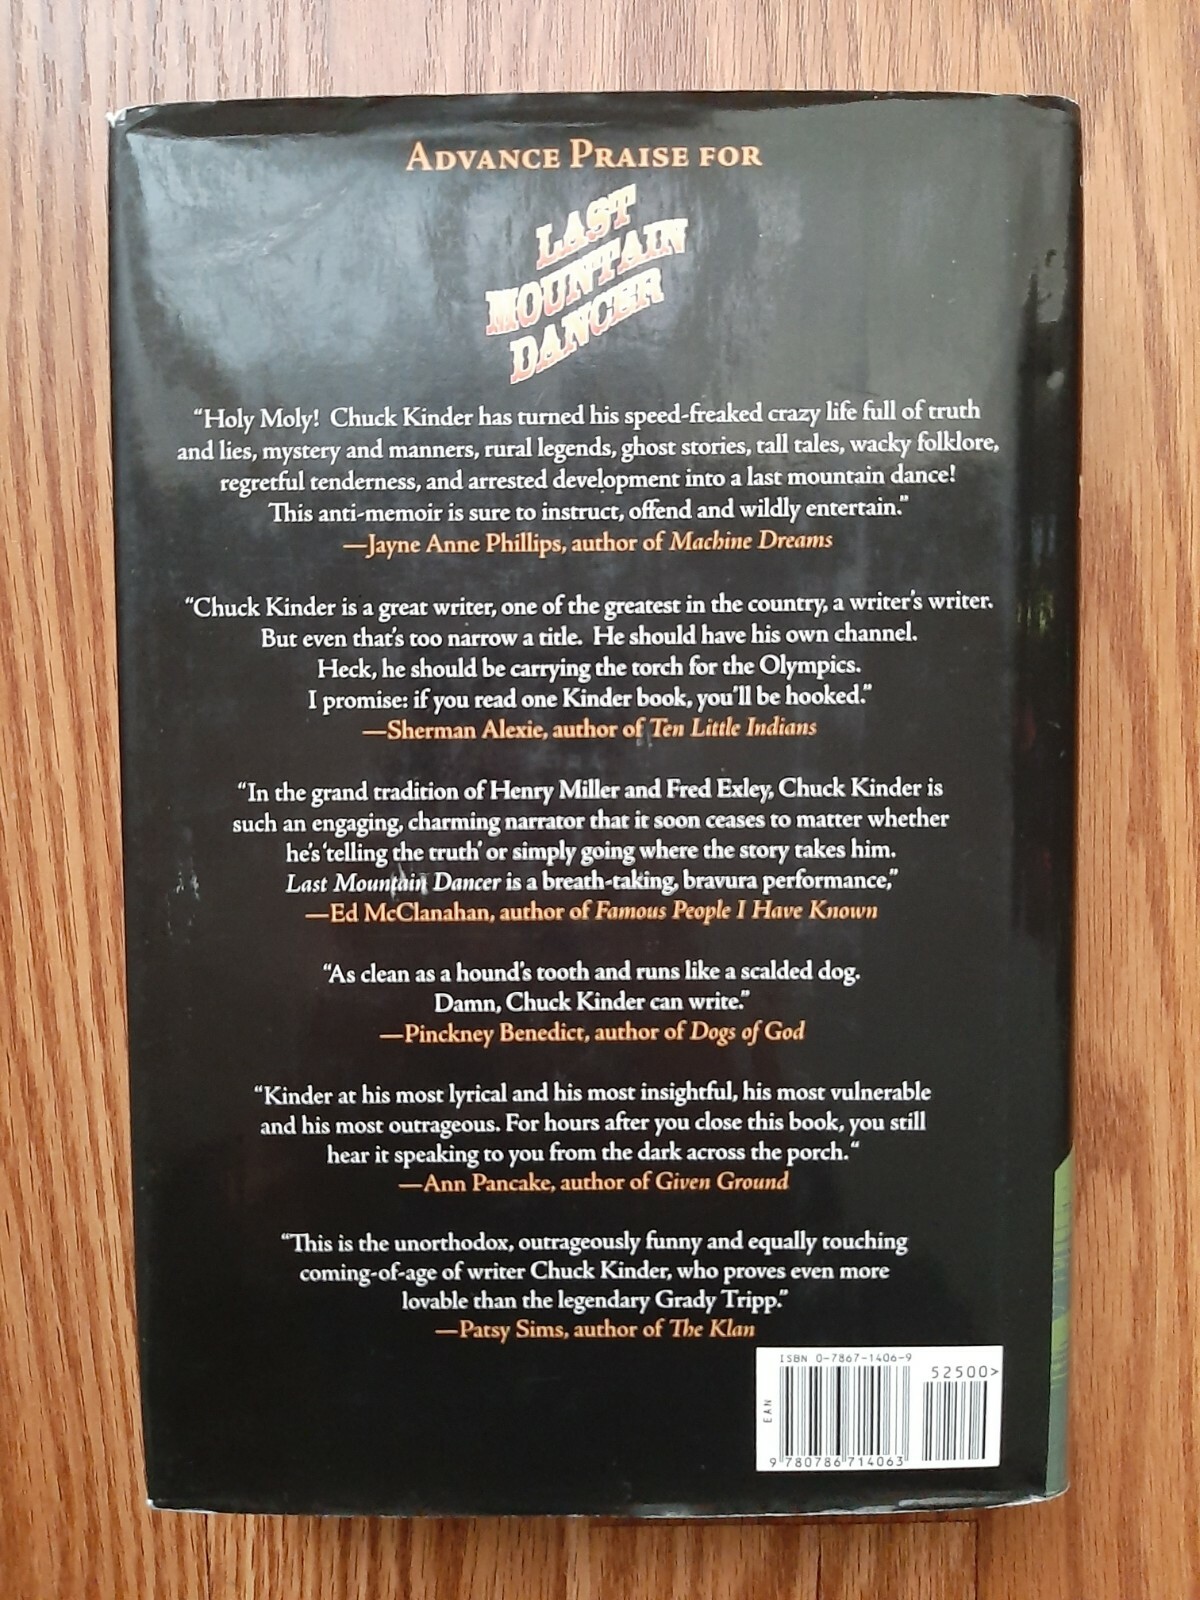 ADVANCE PRAISE FOR
LAST
MOUNTAIN
DANCER
“Holy Moly! Chuck Kinder has turned his speed-freaked crazy life full of truth
and lies, mystery and manners, rural legends, ghost stories, tall tales, wacky folklore,
regretful tenderness, and arrested development into a last mountain dance!
This anti-memoir is sure to instruct, offend and wildly entertain.”
—Jayne Anne Phillips, author of Machine Dreams
“Chuck Kinder is a great writer, one of the greatest in the country, a writer's writer.
But even that's too narrow a title. He should have his own channel.
Heck, he should be carrying the torch for the Olympics.
I promise: if you read one Kinder book, you'll be hooked.”
—Sherman Alexie, author of Ten Little Indians
“In the grand tradition of Henry Miller and Fred Exley, Chuck Kinder is
such an engaging, charming narrator that it soon ceases to matter whether
he's ‘telling the truth’ or simply going where the story takes him.
Last Mountain Dancer is a breath-taking, bravura performance,”
—Ed McClanahan, author of Famous People I Have Known
“As clean as a hound's tooth and runs like a scalded dog.
Damn, Chuck Kinder can write.”
—Pinckney Benedict, author of Dogs of God
“Kinder at his most lyrical and his most insightful, his most vulnerable
and his most outrageous. For hours after you close this book, you still
hear it speaking to you from the dark across the porch.“
—Ann Pancake, author of Given Ground
“This is the unorthodox, outrageously funny and equally touching
coming-of-age of writer Chuck Kinder, who proves even more
lovable than the legendary Grady Tripp.”
—Patsy Sims, author of The Klan
ISBN 0-7867-1406-9
52500>
EAN
9 780786 714063